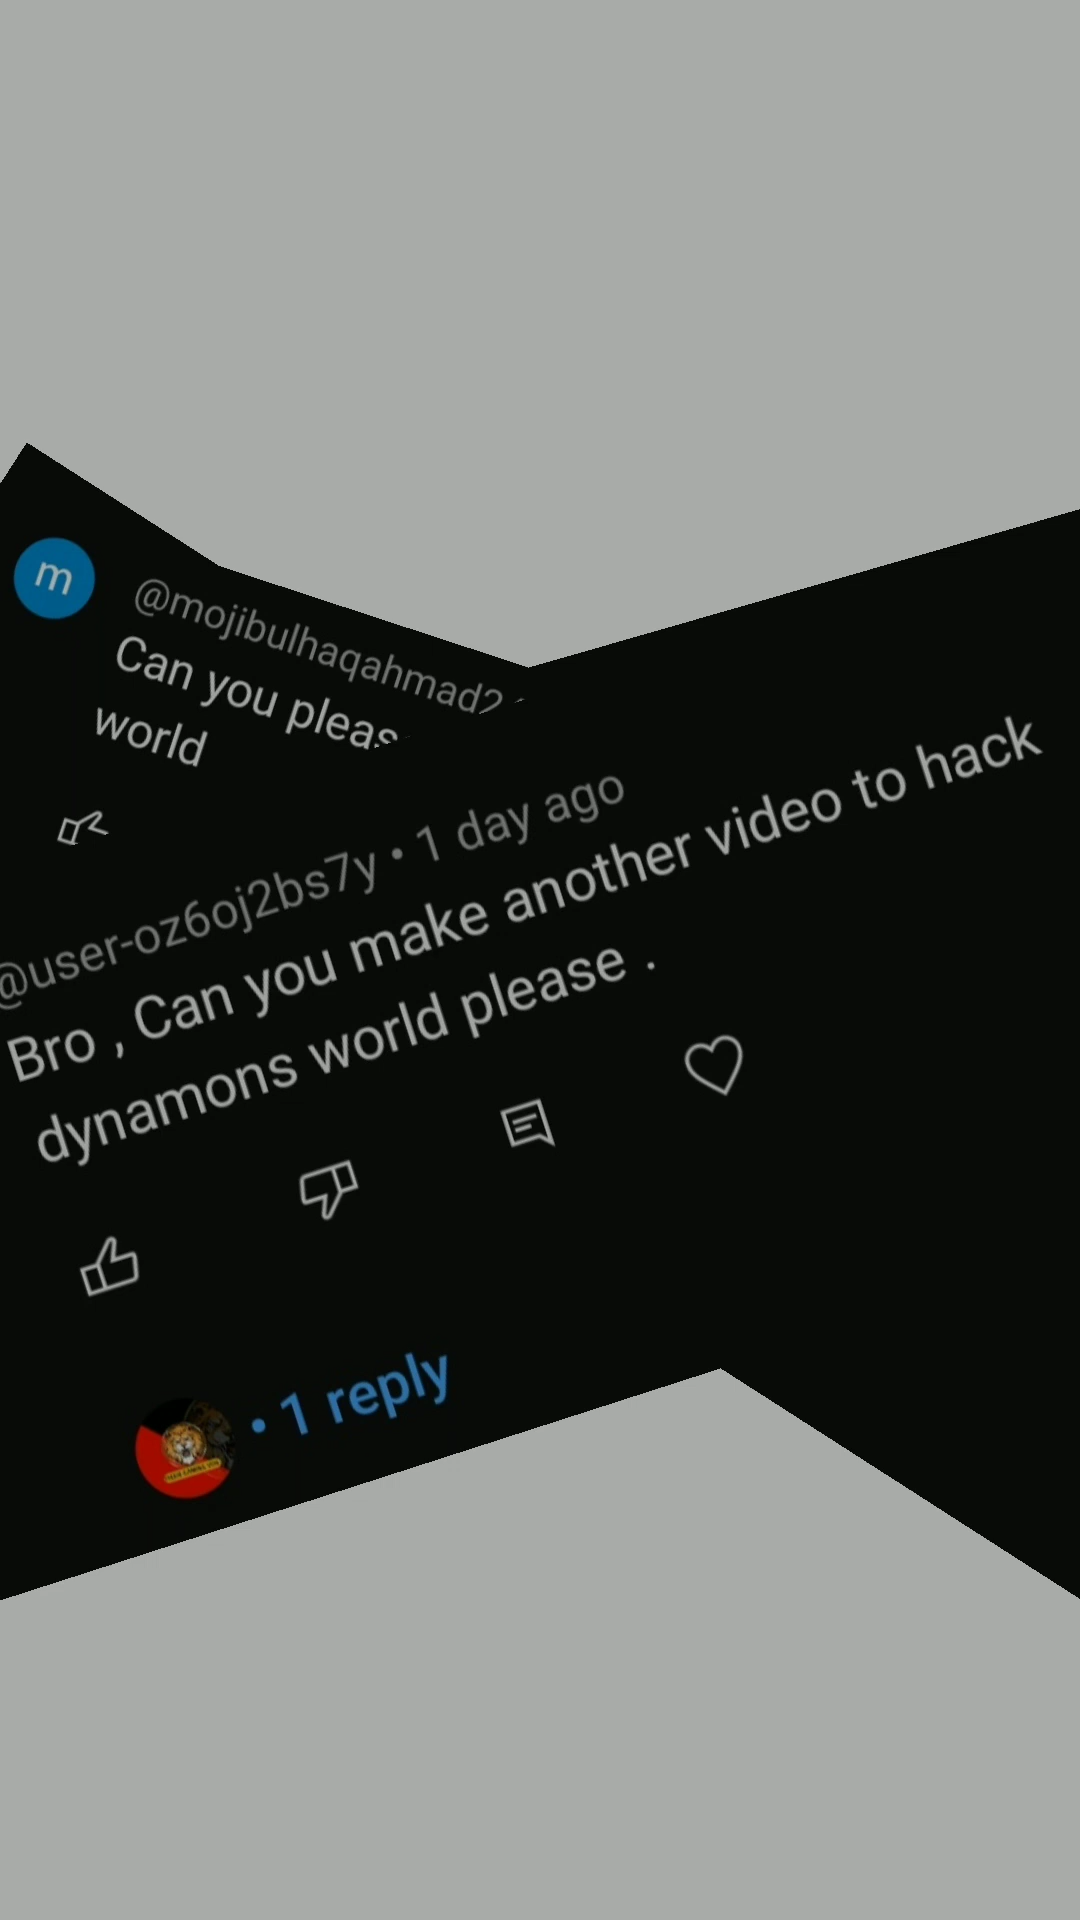 m
@mojibulhaqahmad2
Can you pleas
world
@user-oz6oj2bs7y • 1 day ago
Bro , Can you make another video to hack
dynamons world please .
• 1 reply